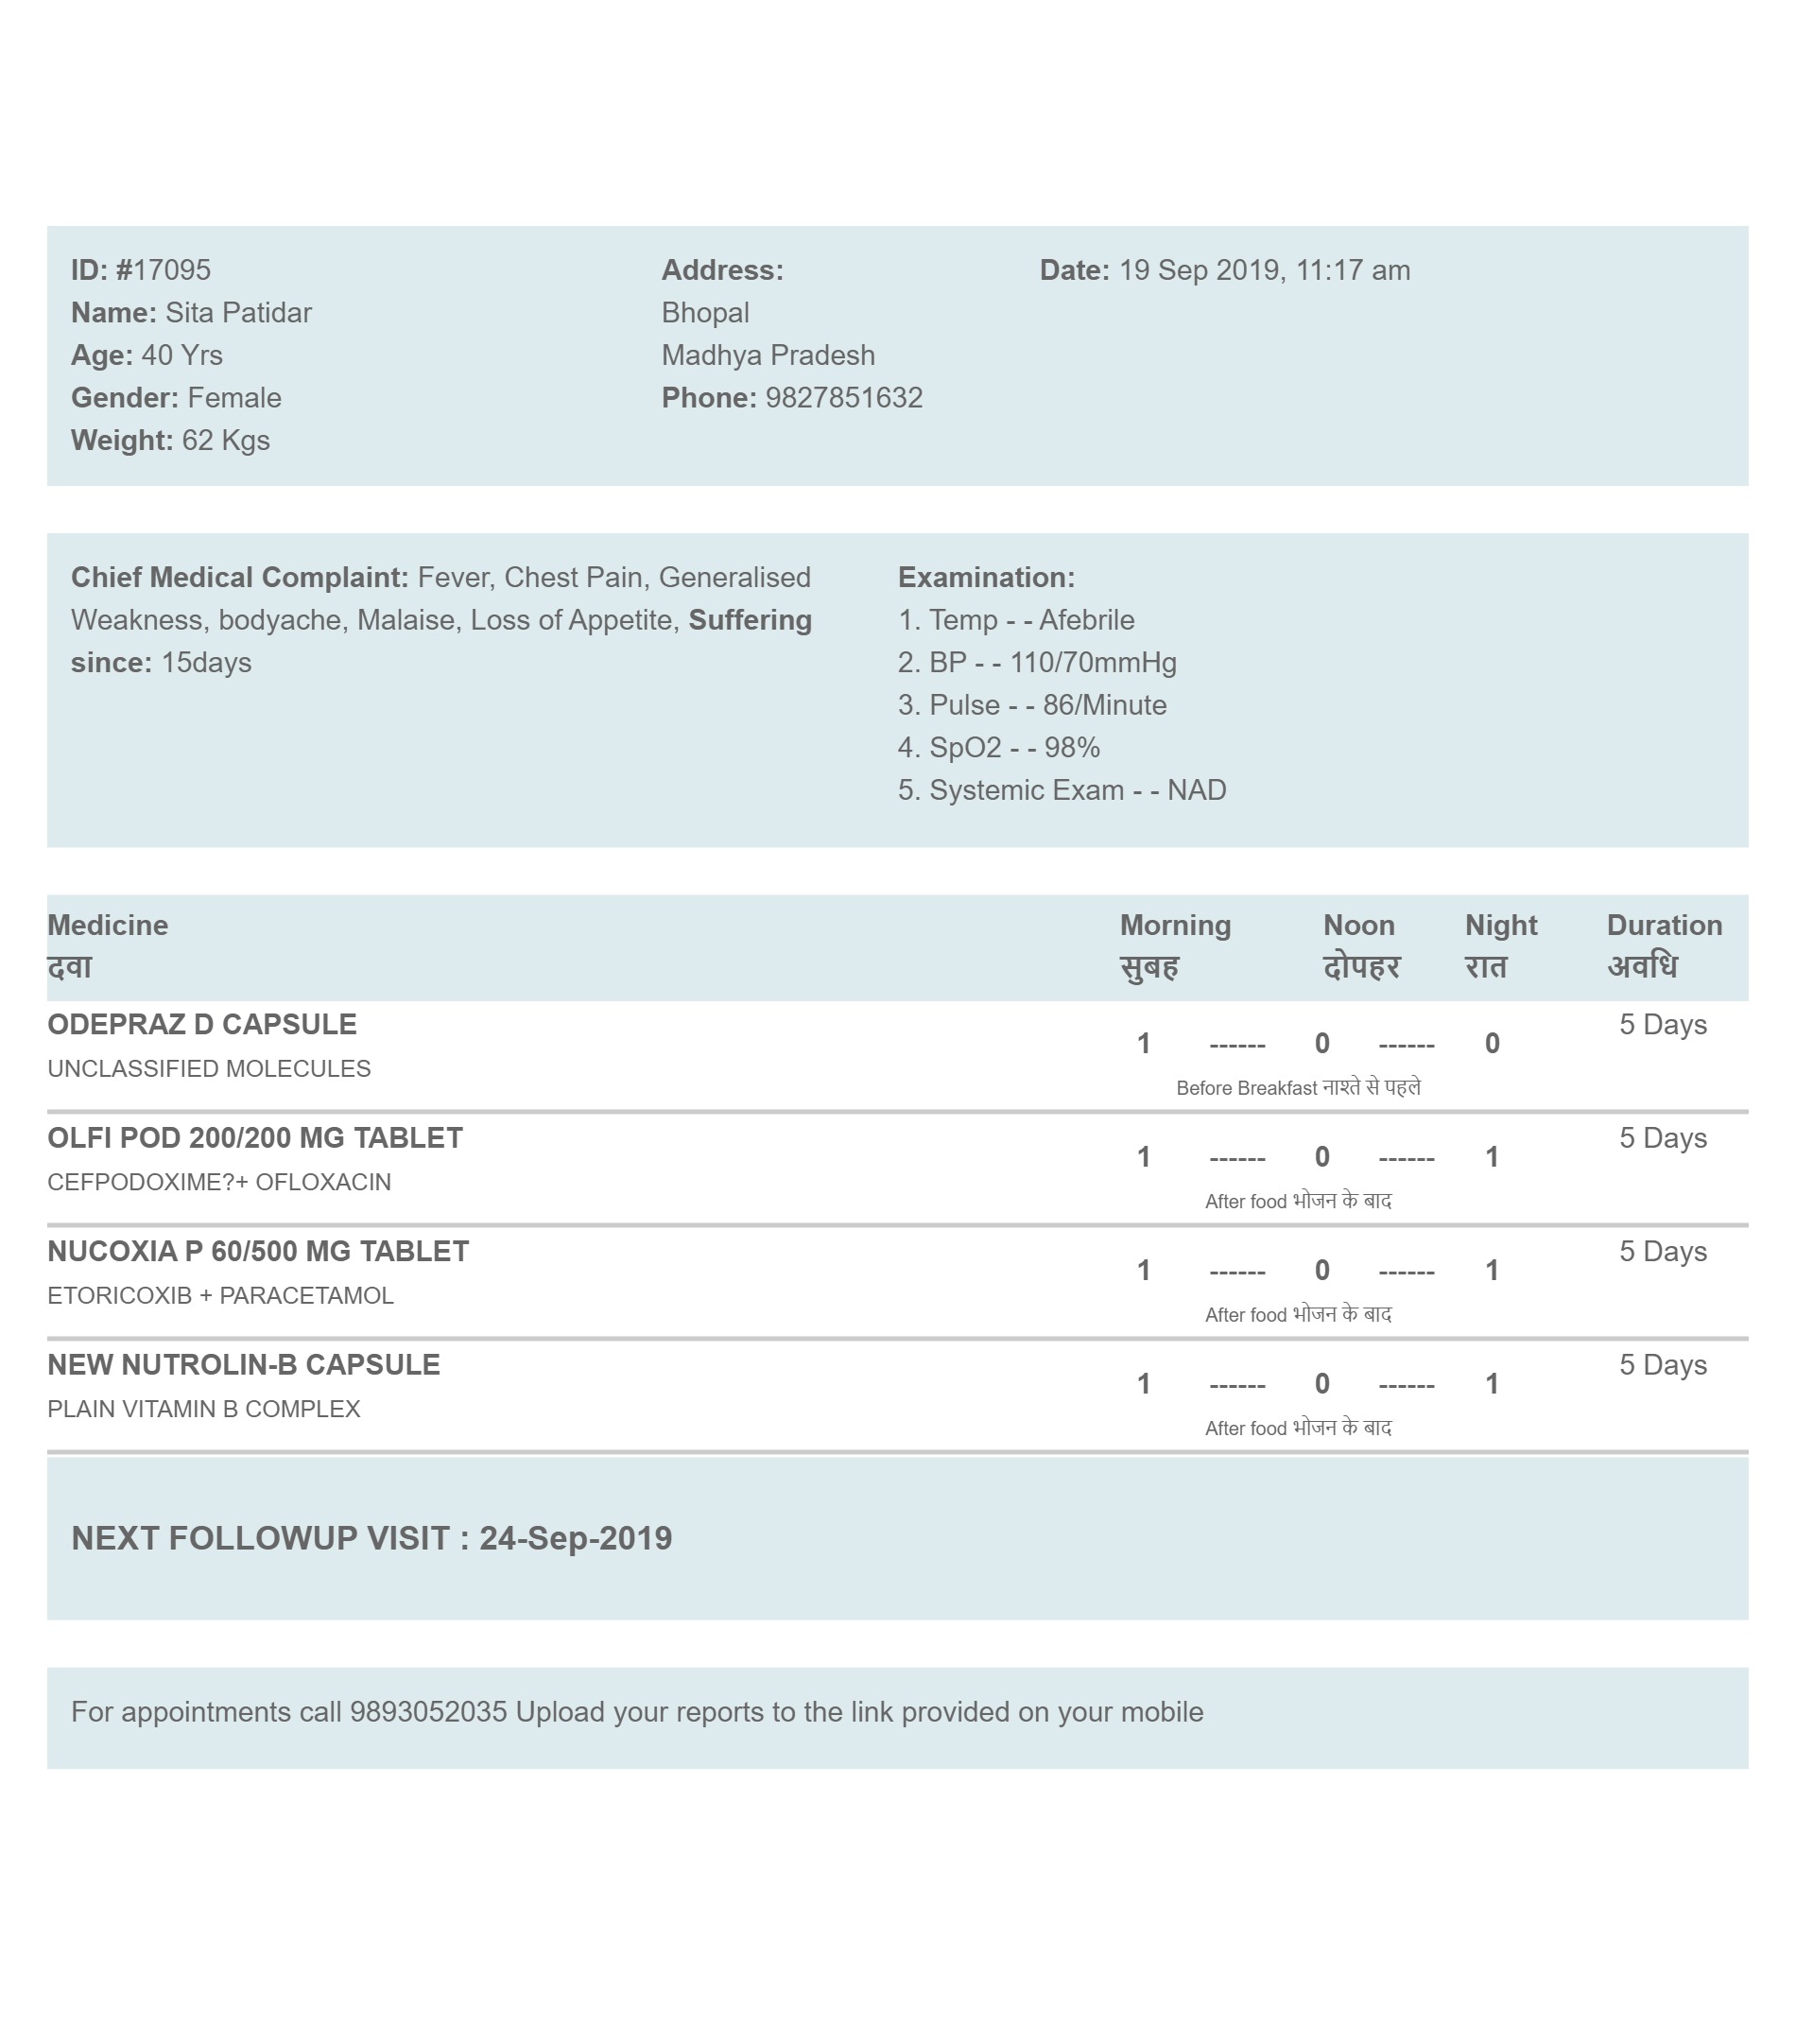 ID: #17095
Name: Sita Patidar
Age: 40 Yrs
Gender: Female
Weight: 62 Kgs
Address:
Bhopal
Madhya Pradesh
Phone: 9827851632
Date: 19 Sep 2019, 11:17 am
Chief Medical Complaint: Fever, Chest Pain, Generalised
Weakness, bodyache, Malaise, Loss of Appetite, Suffering
since: 15days
Examination:
1. Temp - - Afebrile
2. BP - - 110/70mmHg
3. Pulse - - 86/Minute
4. SpO2 - - 98%
5. Systemic Exam - - NAD
Medicine Morning Noon Night Duration
दवा सुबह दोपहर रात अवधि
ODEPRAZ D CAPSULE 5 Days
1 ------ 0 ------ 0
UNCLASSIFIED MOLECULES
Before Breakfast नाश्ते से पहले
OLFI POD 200/200 MG TABLET 5 Days
1 ------ 0 ------ 1
CEFPODOXIME?+ OFLOXACIN
After food भोजन के बाद
NUCOXIA P 60/500 MG TABLET 5 Days
1 ------ 0 ------ 1
ETORICOXIB + PARACETAMOL
After food भोजन के बाद
NEW NUTROLIN-B CAPSULE 5 Days
1 ------ 0 ------ 1
PLAIN VITAMIN B COMPLEX
After food भोजन के बाद
NEXT FOLLOWUP VISIT : 24-Sep-2019
For appointments call 9893052035 Upload your reports to the link provided on your mobile